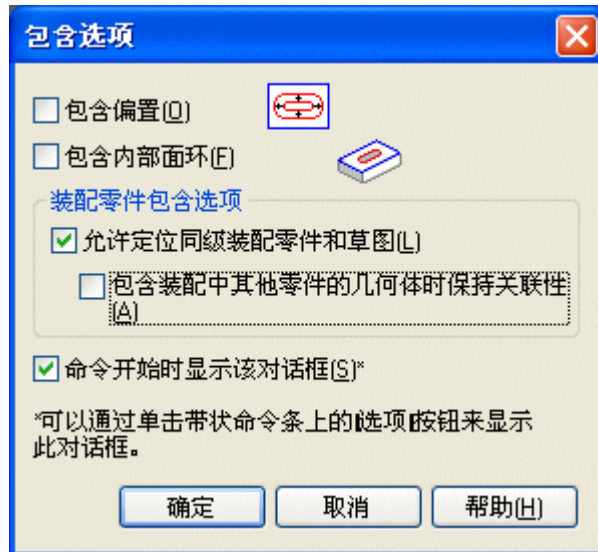 包含选项
包含偏置(O)
包含内部面环(F)
装配零件包含选项
允许定位同级装配零件和草图(L)
包含装配中其他零件的几何体时保持关联性
(A)
命令开始时显示该对话框(S)*
*可以通过单击带状命令条上的选项按钮来显示
此对话框。
确定
取消
帮助(H)